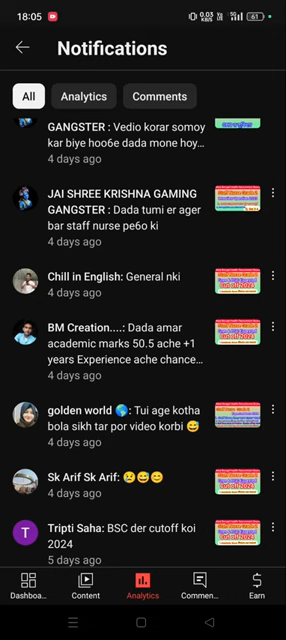 18:05
0.03 KB/S
5G
61
Notifications
All
Analytics
Comments
GANGSTER : Vedio korar somoy
kar biye hoo6e dada mone hoy...
4 days ago
JAI SHREE KRISHNA GAMING
GANGSTER : Dada tumi er ager
bar staff nurse pe6o ki
4 days ago
Chill in English: General nki
4 days ago
BM Creation....: Dada amar
academic marks 50.5 ache +1
years Experience ache chance...
4 days ago
golden world 🌎: Tui age kotha
bola sikh tar por video korbi 😅
4 days ago
Sk Arif Sk Arif: 😢😅😊
4 days ago
T
Tripti Saha: BSC der cutoff koi
2024
5 days ago
Dashboa...
Content
Analytics
Commen...
Earn